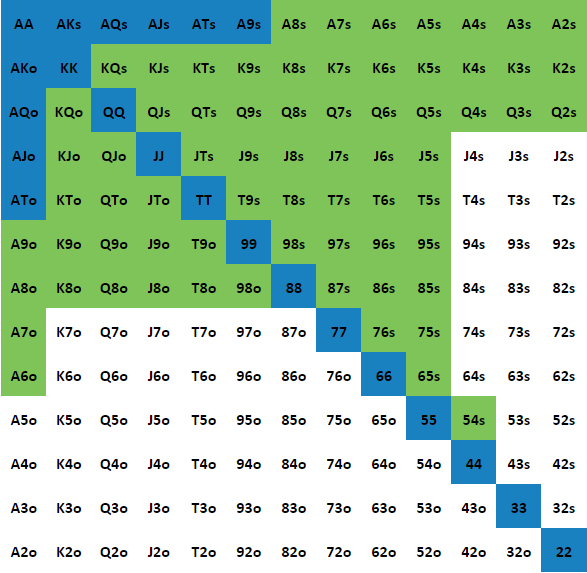 AA AKs AQs AJs ATs A9s A8s A7s A6s A5s A4s A3s A2s
AKo KK KQs KJs KTs K9s K8s K7s K6s K5s K4s K3s K2s
AQo KQo QQ QJs QTs Q9s Q8s Q7s Q6s Q5s Q4s Q3s Q2s
AJo KJo QJo JJ JTs J9s J8s J7s J6s J5s J4s J3s J2s
ATo KTo QTo JTo TT T9s T8s T7s T6s T5s T4s T3s T2s
A9o K9o Q9o J9o T9o 99 98s 97s 96s 95s 94s 93s 92s
A8o K8o Q8o J8o T8o 98o 88 87s 86s 85s 84s 83s 82s
A7o K7o Q7o J7o T7o 97o 87o 77 76s 75s 74s 73s 72s
A6o K6o Q6o J6o T6o 96o 86o 76o 66 65s 64s 63s 62s
A5o K5o Q5o J5o T5o 95o 85o 75o 65o 55 54s 53s 52s
A4o K4o Q4o J4o T4o 94o 84o 74o 64o 54o 44 43s 42s
A3o K3o Q3o J3o T3o 93o 83o 73o 63o 53o 43o 33 32s
A2o K2o Q2o J2o T2o 92o 82o 72o 62o 52o 42o 32o 22